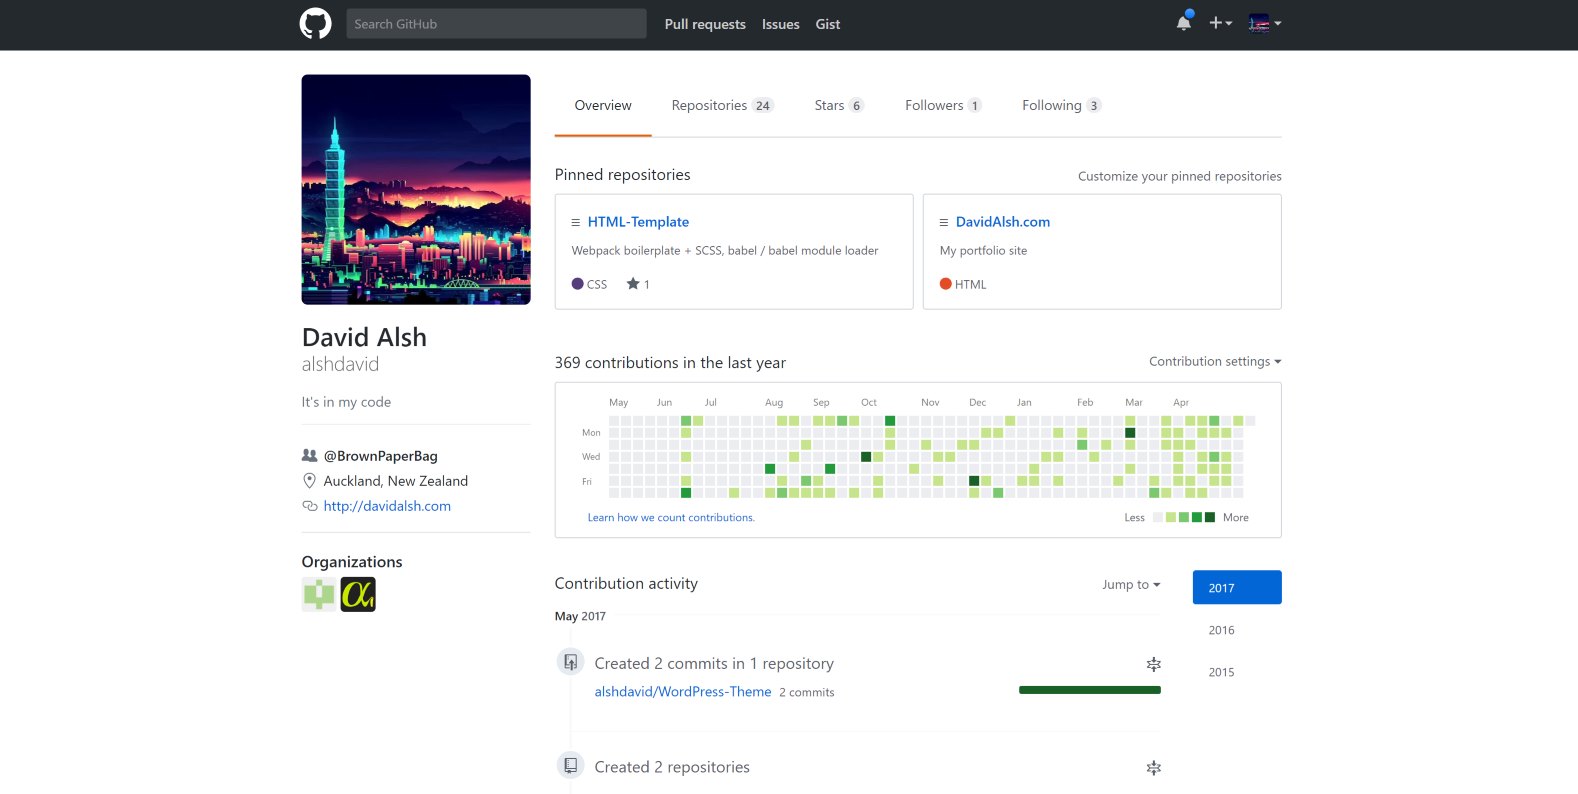 Search GitHub
Pull requests Issues Gist
Overview Repositories 24 Stars 6 Followers 1 Following 3
David Alsh
alshdavid
It's in my code
@BrownPaperBag
Auckland, New Zealand
http://davidalsh.com
Organizations
Pinned repositories Customize your pinned repositories
HTML-Template
Webpack boilerplate + SCSS, babel / babel module loader
CSS 1
DavidAlsh.com
My portfolio site
HTML
369 contributions in the last year Contribution settings
May Jun Jul Aug Sep Oct Nov Dec Jan Feb Mar Apr
Mon
Wed
Fri
Learn how we count contributions. Less More
Contribution activity Jump to
2017
2016
2015
May 2017
Created 2 commits in 1 repository
alshdavid/WordPress-Theme 2 commits
Created 2 repositories